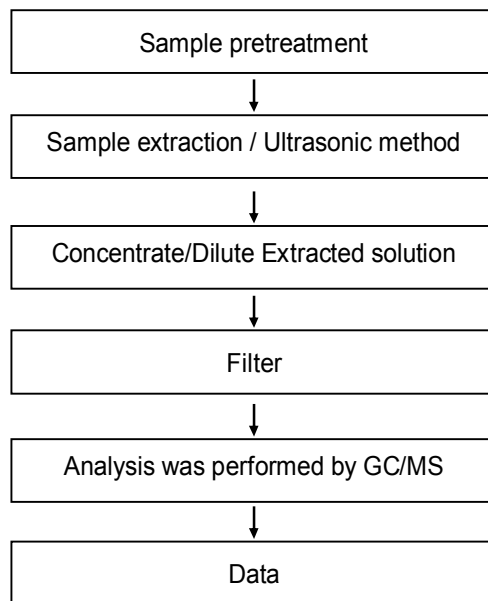 Sample pretreatment
Sample extraction / Ultrasonic method
Concentrate/Dilute Extracted solution
Filter
Analysis was performed by GC/MS
Data